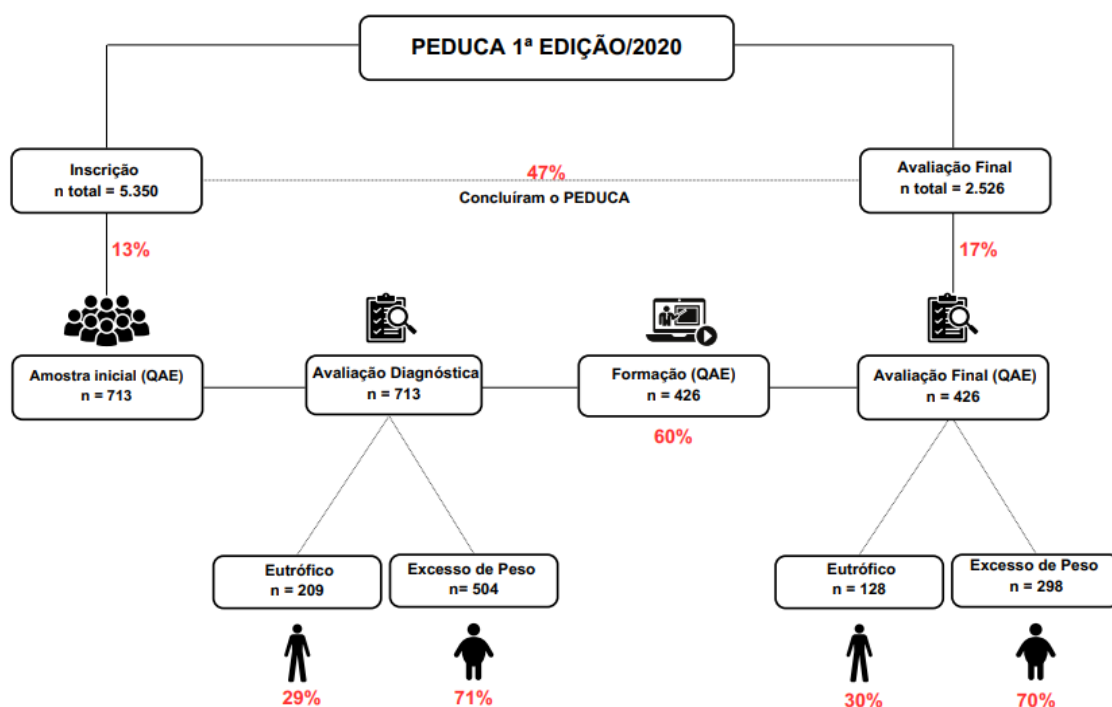 PEDUCA 1ª EDIÇÃO/2020
Inscrição
n total = 5.350
47%
Concluíram o PEDUCA
Avaliação Final
n total = 2.526
13%
17%
Amostra inicial (QAE)
n = 713
Avaliação Diagnóstica
n = 713
Formação (QAE)
n = 426
Avaliação Final (QAE)
n = 426
60%
Eutrófico
n = 209
Excesso de Peso
n= 504
Eutrófico
n = 128
Excesso de Peso
n = 298
29%
71%
30%
70%